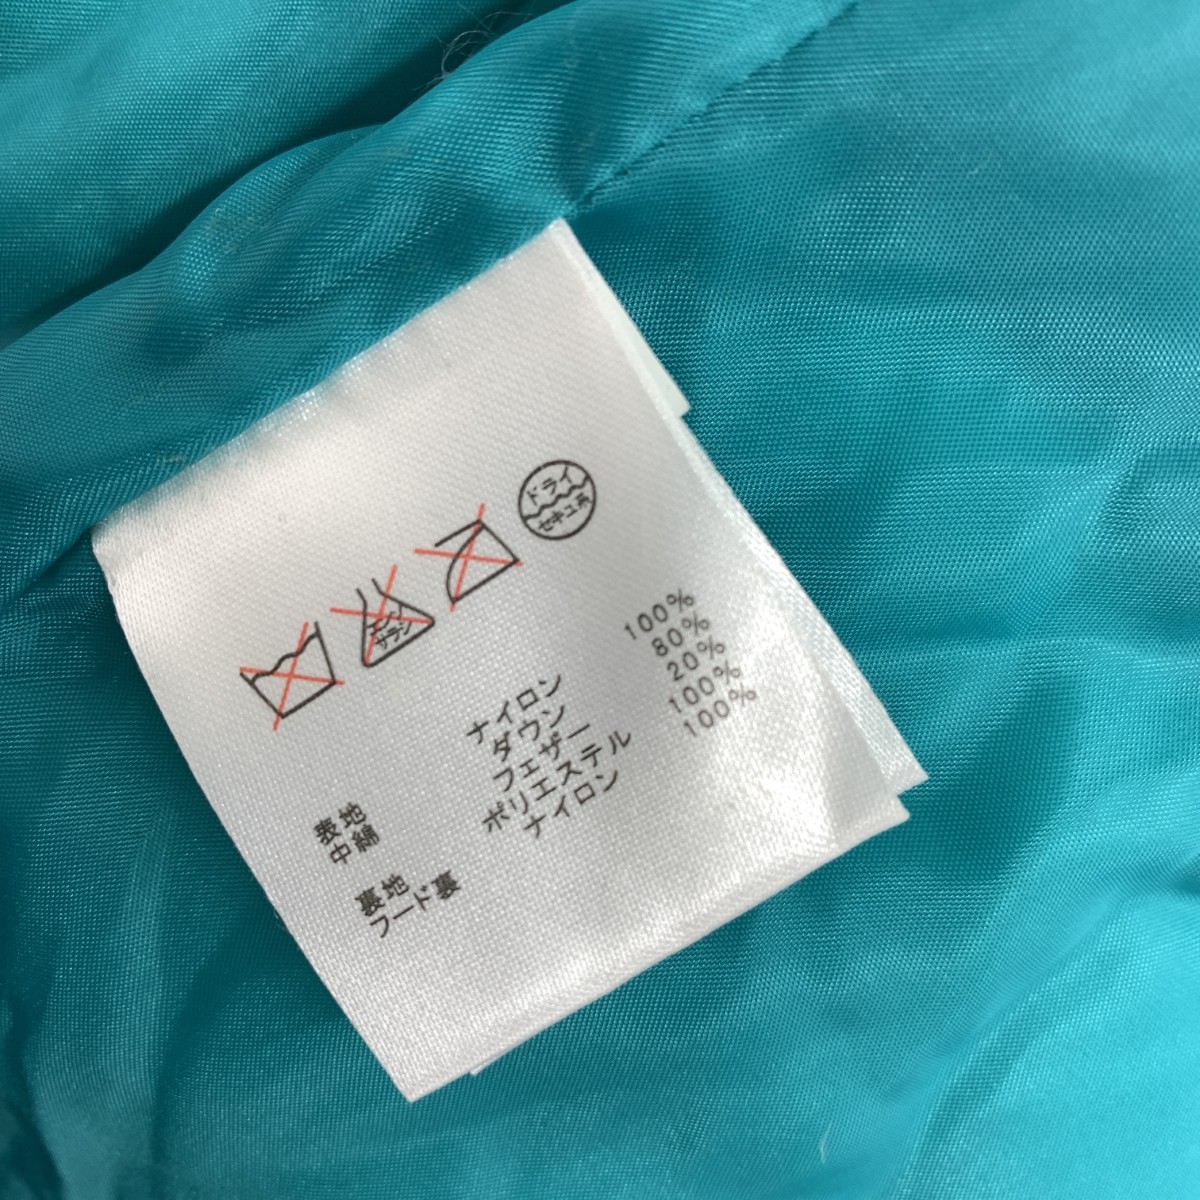 エンソ
サラシ
ドライ
セキユ系
表地 ナイロン 100%
中綿 ダウン 80%
フェザー 20%
裏地 ポリエステル 100%
フード裏 ナイロン 100%